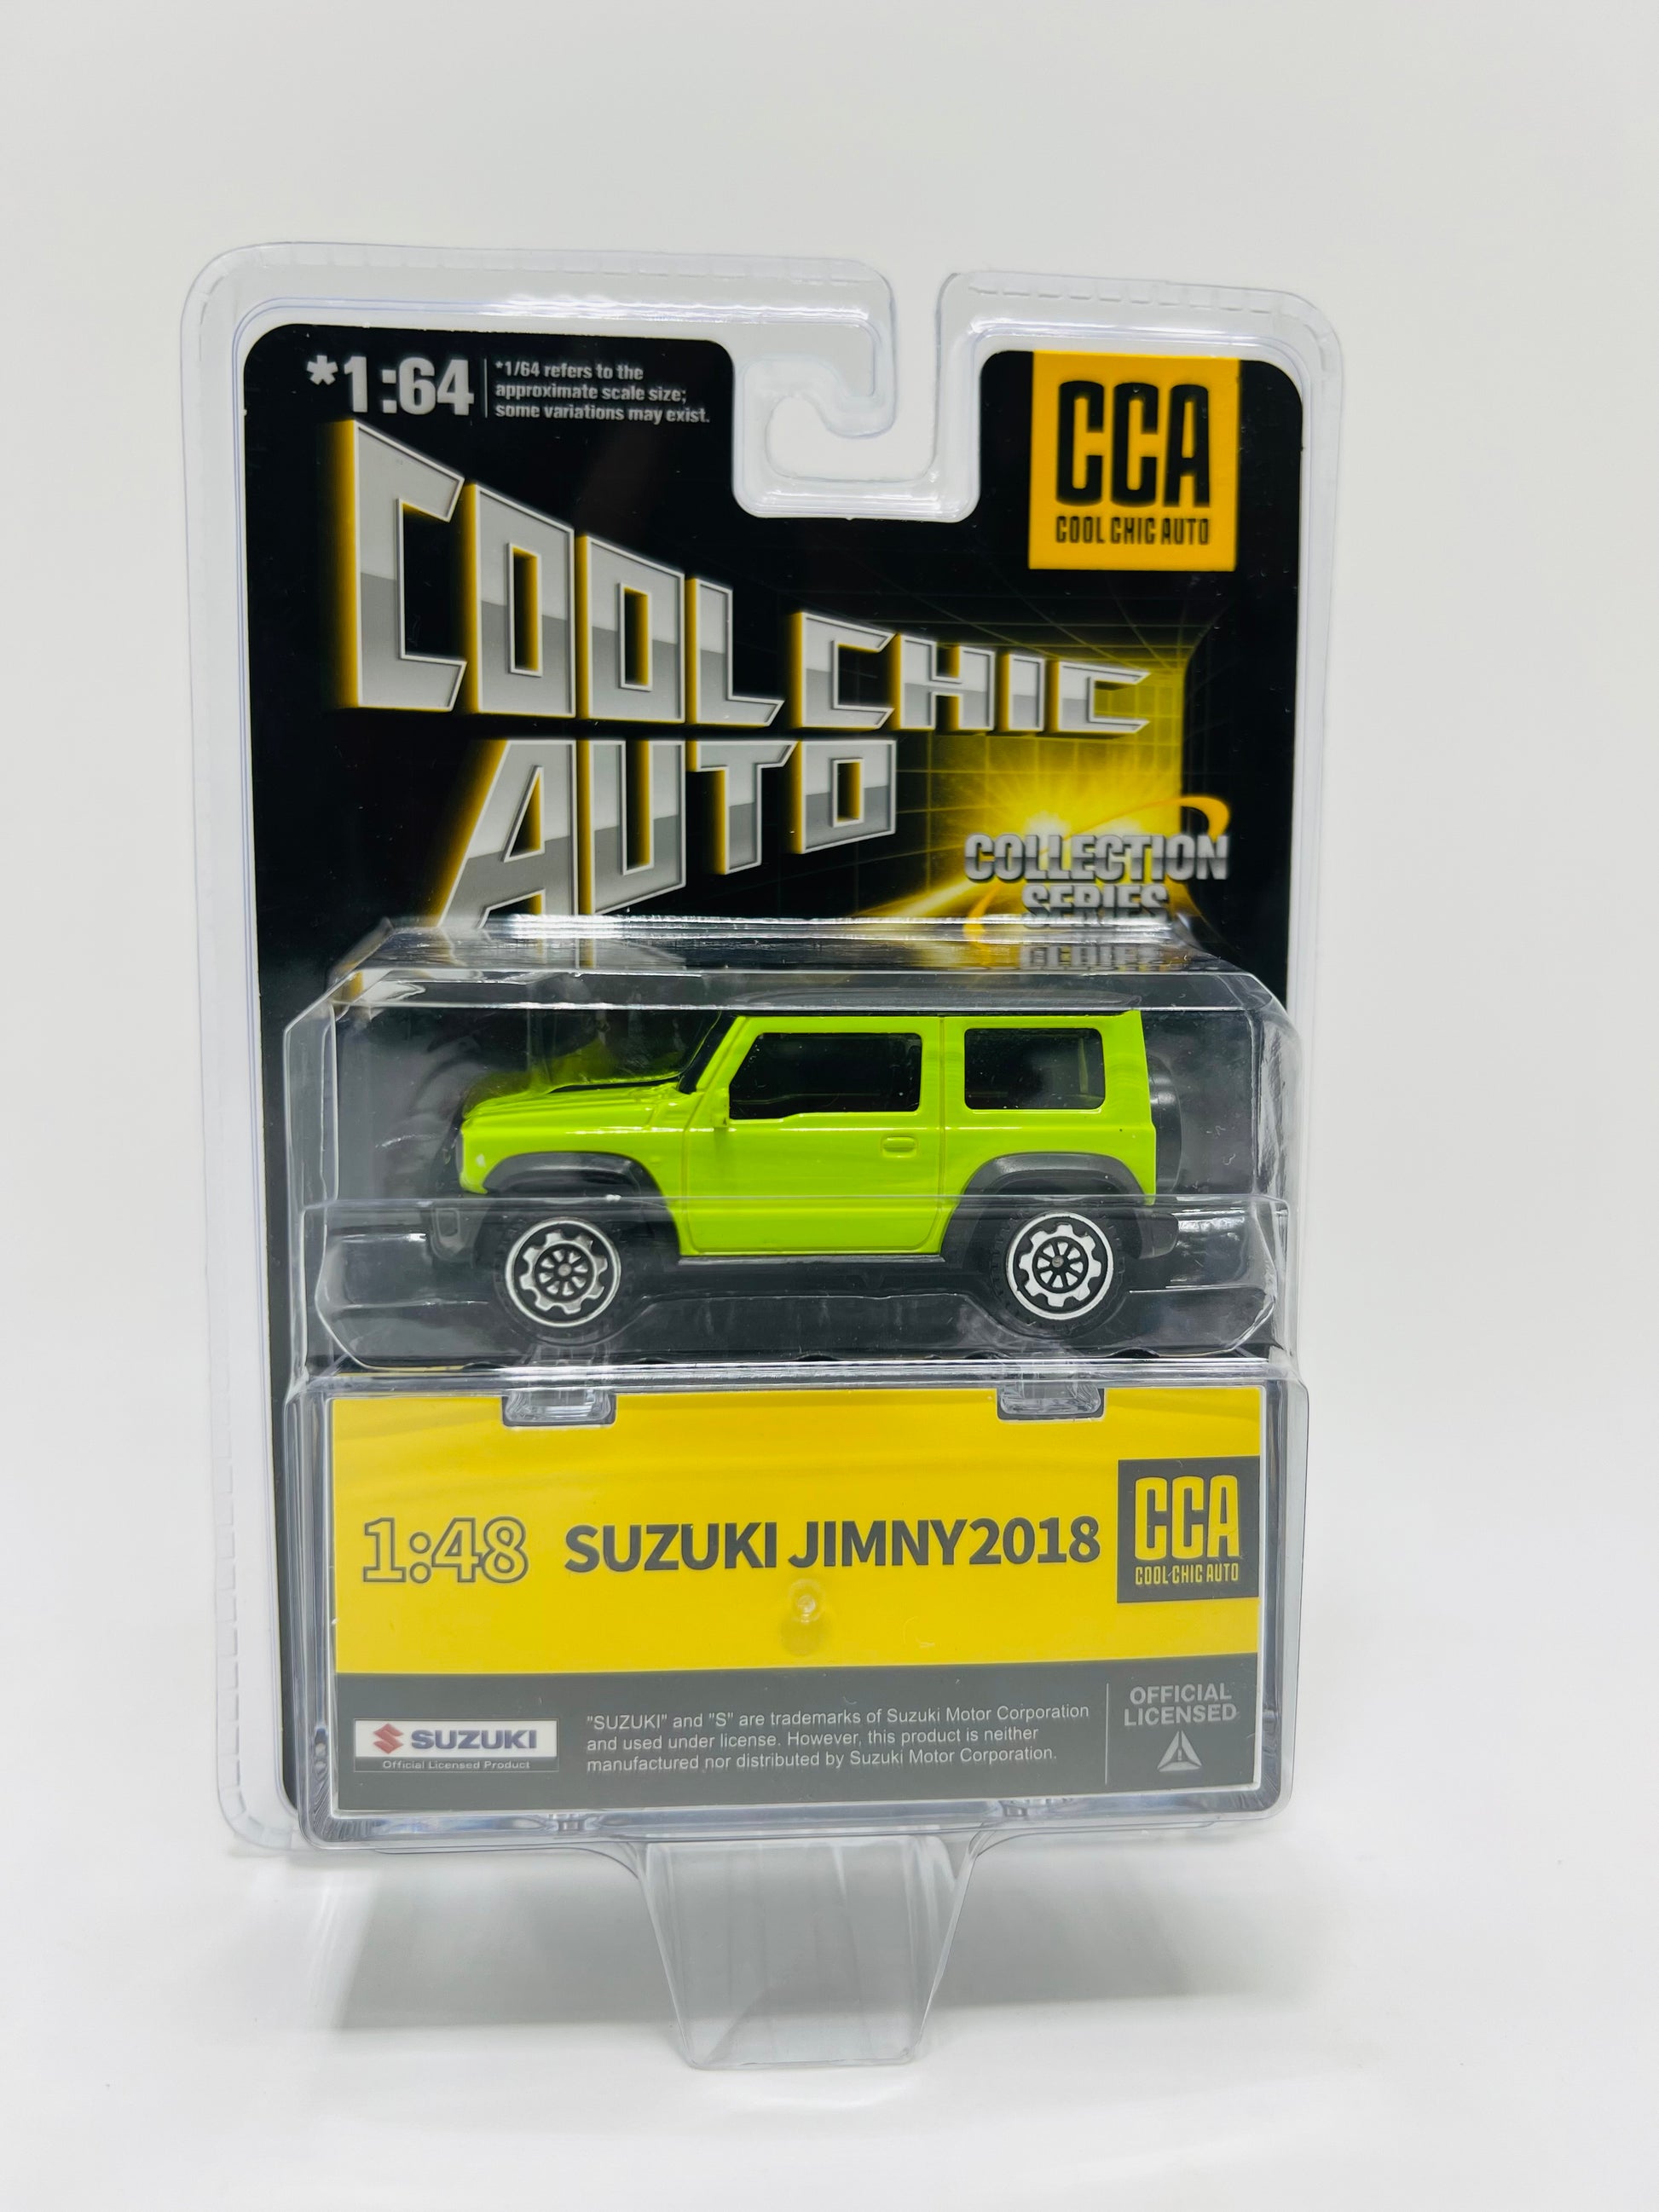 *1:64
*1/64 refers to the
approximate scale size;
some variations may exist.
CCA
COOL CHIC AUTO
COOL CHIC
AUTO
COLLECTION
SERIES
1:48
SUZUKI JIMNY2018
CCA
COOL CHIC AUTO
SUZUKI
Official Licensed Product
"SUZUKI" and "S" are trademarks of Suzuki Motor Corporation
and used under license. However, this product is neither
manufactured nor distributed by Suzuki Motor Corporation.
OFFICIAL
LICENSED